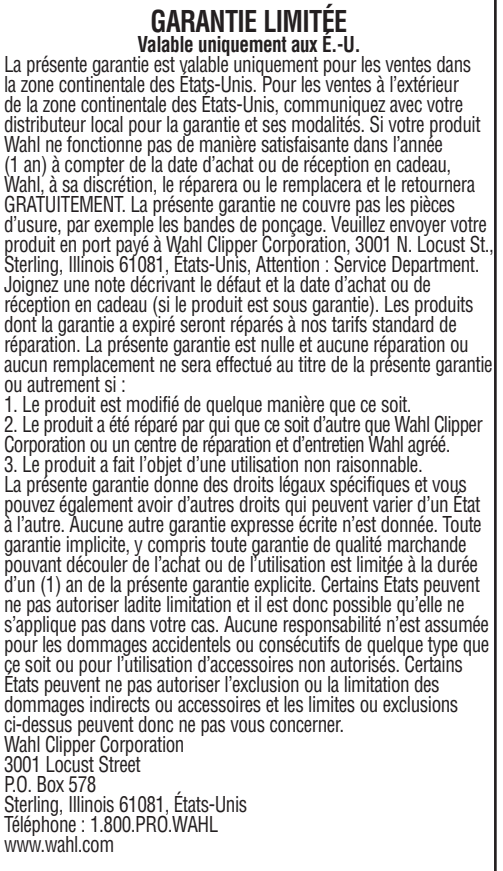 GARANTIE LIMITÉE
Valable uniquement aux É.-U.
La présente garantie est valable uniquement pour les ventes dans
la zone continentale des États-Unis. Pour les ventes à l’extérieur
de la zone continentale des États-Unis, communiquez avec votre
distributeur local pour la garantie et ses modalités. Si votre produit
Wahl ne fonctionne pas de manière satisfaisante dans l’année
(1 an) à compter de la date d’achat ou de réception en cadeau,
Wahl, à sa discrétion, le réparera ou le remplacera et le retournera
GRATUITEMENT. La présente garantie ne couvre pas les pièces
d’usure, par exemple les bandes de ponçage. Veuillez envoyer votre
produit en port payé à Wahl Clipper Corporation, 3001 N. Locust St.,
Sterling, Illinois 61081, États-Unis, Attention : Service Department.
Joignez une note décrivant le défaut et la date d’achat ou de
réception en cadeau (si le produit est sous garantie). Les produits
dont la garantie a expiré seront réparés à nos tarifs standard de
réparation. La présente garantie est nulle et aucune réparation ou
aucun remplacement ne sera effectué au titre de la présente garantie
ou autrement si :
1. Le produit est modifié de quelque manière que ce soit.
2. Le produit a été réparé par qui que ce soit d’autre que Wahl Clipper
Corporation ou un centre de réparation et d’entretien Wahl agréé.
3. Le produit a fait l’objet d’une utilisation non raisonnable.
La présente garantie donne des droits légaux spécifiques et vous
pouvez également avoir d’autres droits qui peuvent varier d’un État
à l’autre. Aucune autre garantie expresse écrite n’est donnée. Toute
garantie implicite, y compris toute garantie de qualité marchande
pouvant découler de l’achat ou de l’utilisation est limitée à la durée
d’un (1) an de la présente garantie explicite. Certains États peuvent
ne pas autoriser ladite limitation et il est donc possible qu’elle ne
s’applique pas dans votre cas. Aucune responsabilité n’est assumée
pour les dommages accidentels ou consécutifs de quelque type que
ce soit ou pour l’utilisation d’accessoires non autorisés. Certains
États peuvent ne pas autoriser l’exclusion ou la limitation des
dommages indirects ou accessoires et les limites ou exclusions
ci-dessus peuvent donc ne pas vous concerner.
Wahl Clipper Corporation
3001 Locust Street
P.O. Box 578
Sterling, Illinois 61081, États-Unis
Téléphone : 1.800.PRO.WAHL
www.wahl.com